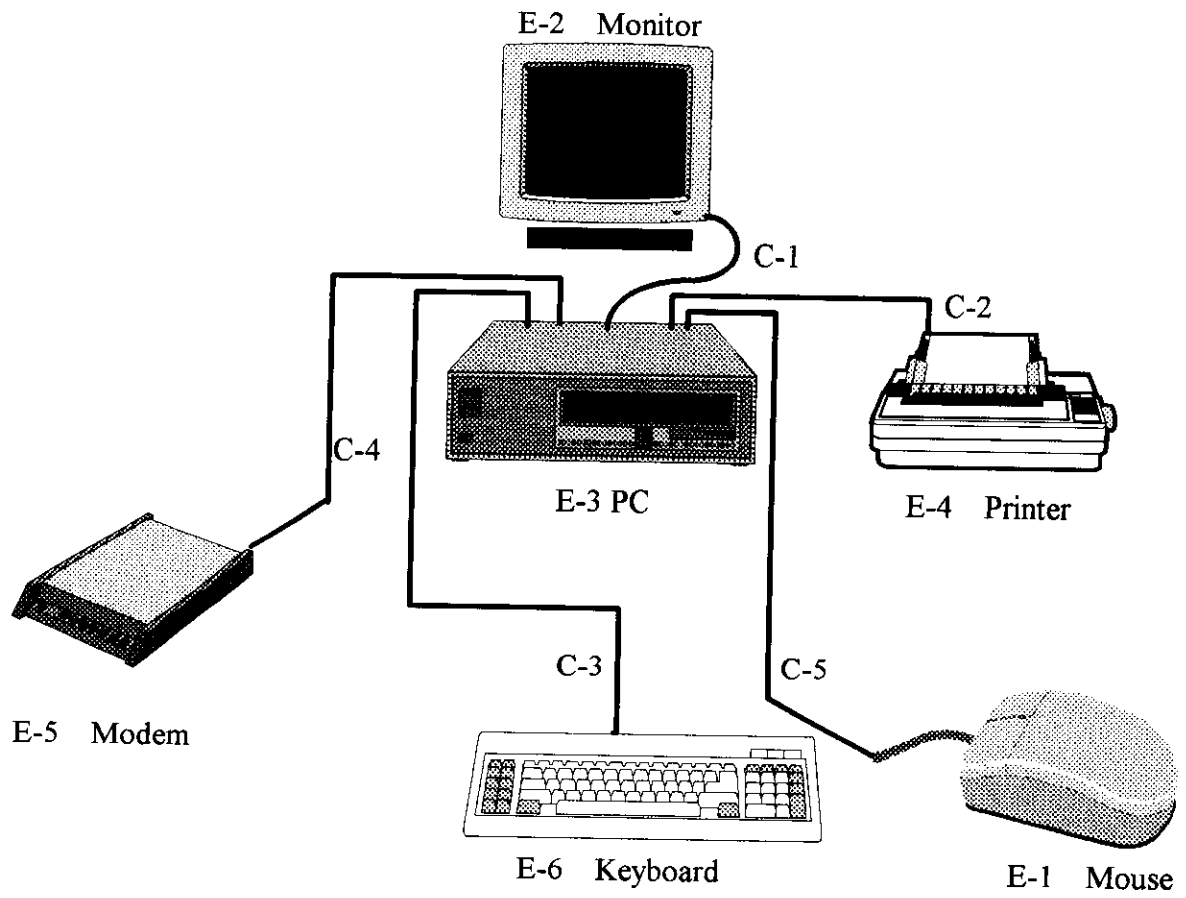 E-2 Monitor
C-1
C-2
C-4
E-3 PC
E-4 Printer
C-3
C-5
E-5 Modem
E-6 Keyboard
E-1 Mouse